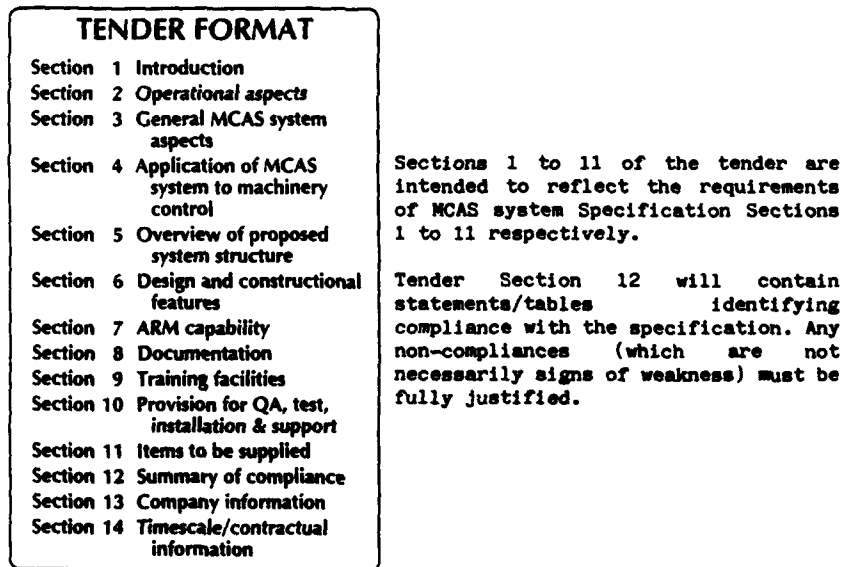 TENDER FORMAT
Section 1 Introduction
Section 2 Operational aspects
Section 3 General MCAS system
aspects
Section 4 Application of MCAS
system to machinery
control
Section 5 Overview of proposed
system structure
Section 6 Design and constructional
features
Section 7 ARM capability
Section 8 Documentation
Section 9 Training facilities
Section 10 Provision for QA, test,
installation & support
Section 11 Items to be supplied
Section 12 Summary of compliance
Section 13 Company information
Section 14 Timescale/contractual
information
Sections 1 to 11 of the tender are
intended to reflect the requirements
of MCAS system Specification Sections
1 to 11 respectively.
Tender Section 12 will contain
statements/tables identifying
compliance with the specification. Any
non-compliances (which are not
necessarily signs of weakness) must be
fully justified.